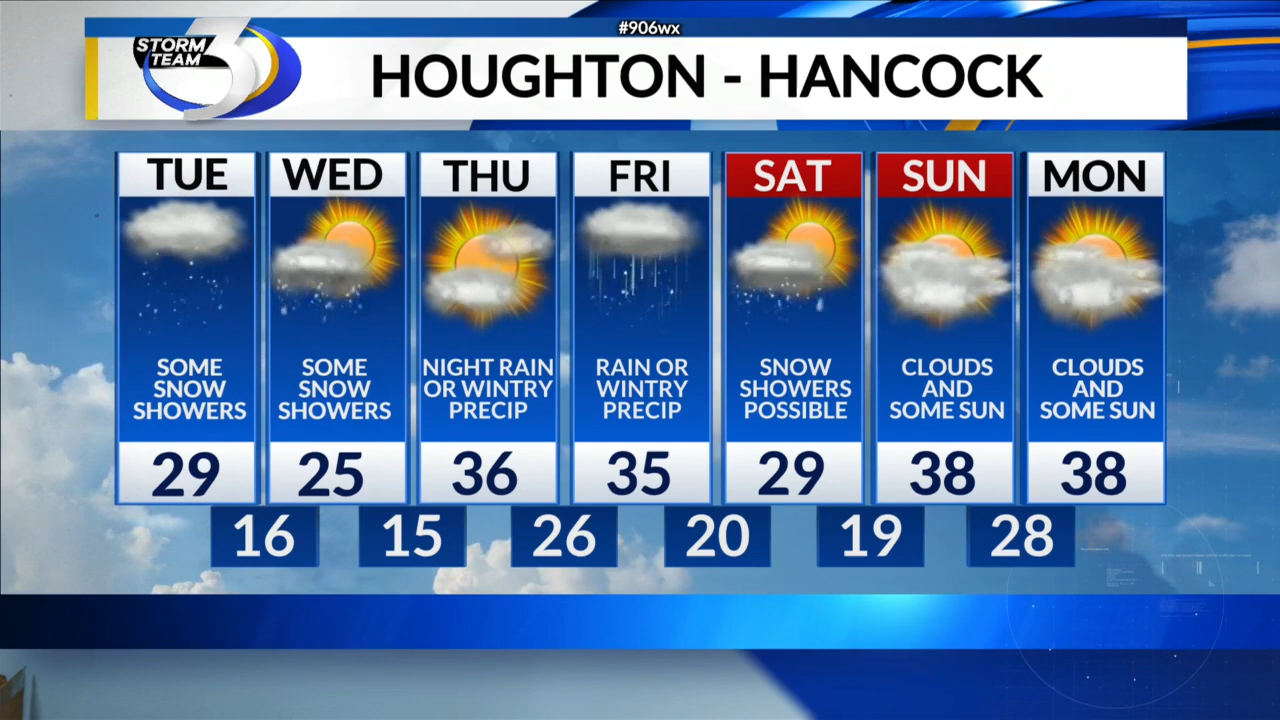 #906wx
STORM
TEAM
3
HOUGHTON - HANCOCK
TUE
WED
THU
FRI
SAT
SUN
MON
SOME
SNOW
SHOWERS
SOME
SNOW
SHOWERS
NIGHT RAIN
OR WINTRY
PRECIP
RAIN OR
WINTRY
PRECIP
SNOW
SHOWERS
POSSIBLE
CLOUDS
AND
SOME SUN
CLOUDS
AND
SOME SUN
29
25
36
35
29
38
38
16
15
26
20
19
28